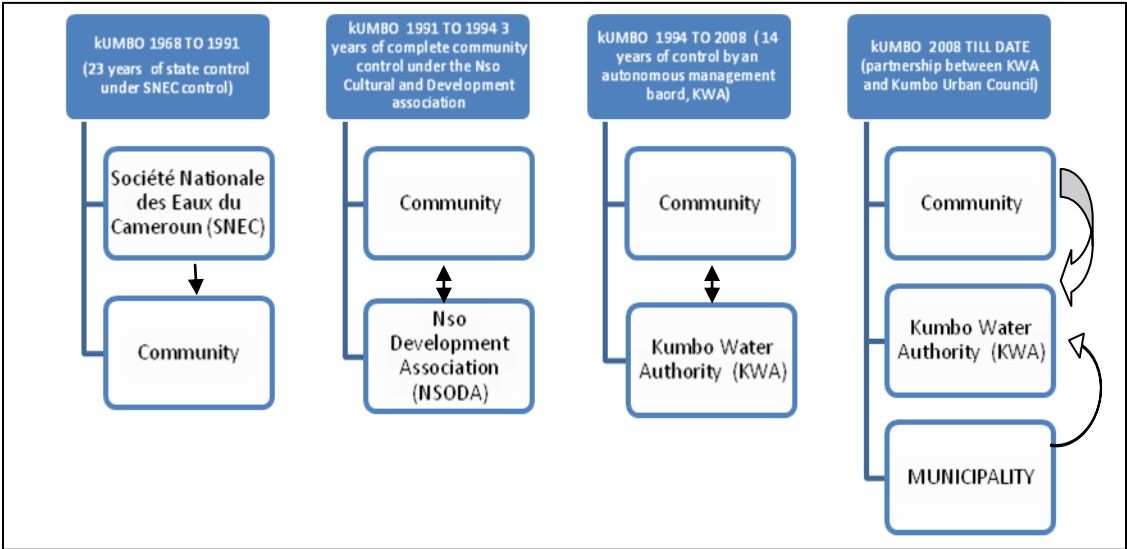 kUMBO 1968 TO 1991
(23 years of state control
under SNEC control)
Société Nationale
des Eaux du
Cameroun (SNEC)
Community
kUMBO 1991 TO 1994 3
years of complete community
control under the Nso
Cultural and Development
association
Community
Nso
Development
Association
(NSODA)
kUMBO 1994 TO 2008 ( 14
years of control by an
autonomous management
baord, KWA)
Community
Kumbo Water
Authority (KWA)
kUMBO 2008 TILL DATE
(partnership between KWA
and Kumbo Urban Council)
Community
Kumbo Water
Authority (KWA)
MUNICIPALITY